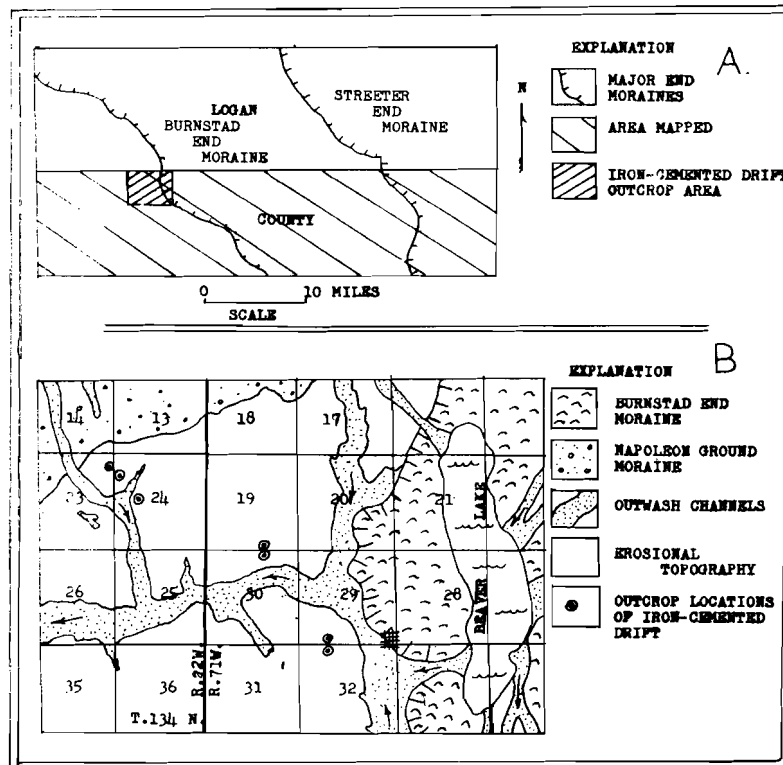 A.
EXPLANATION
MAJOR END
MORAINES
AREA MAPPED
IRON-CEMENTED DRIFT
OUTCROP AREA
N
LOGAN
BURNSTAD
END
MORAINE
STREETER
END
MORAINE
COUNTY
0 10 MILES
SCALE
B
EXPLANATION
BURNSTAD END
MORAINE
NAPOLEON GROUND
MORAINE
OUTWASH CHANNELS
EROSIONAL
TOPOGRAPHY
OUTCROP LOCATIONS
OF IRON-CEMENTED
DRIFT
14 13 18 17
23 24 19 20 21
26 25 30 29 28
35 36 31 32
BEAVER LAKE
R.22W.
R.71W.
T.134 N.